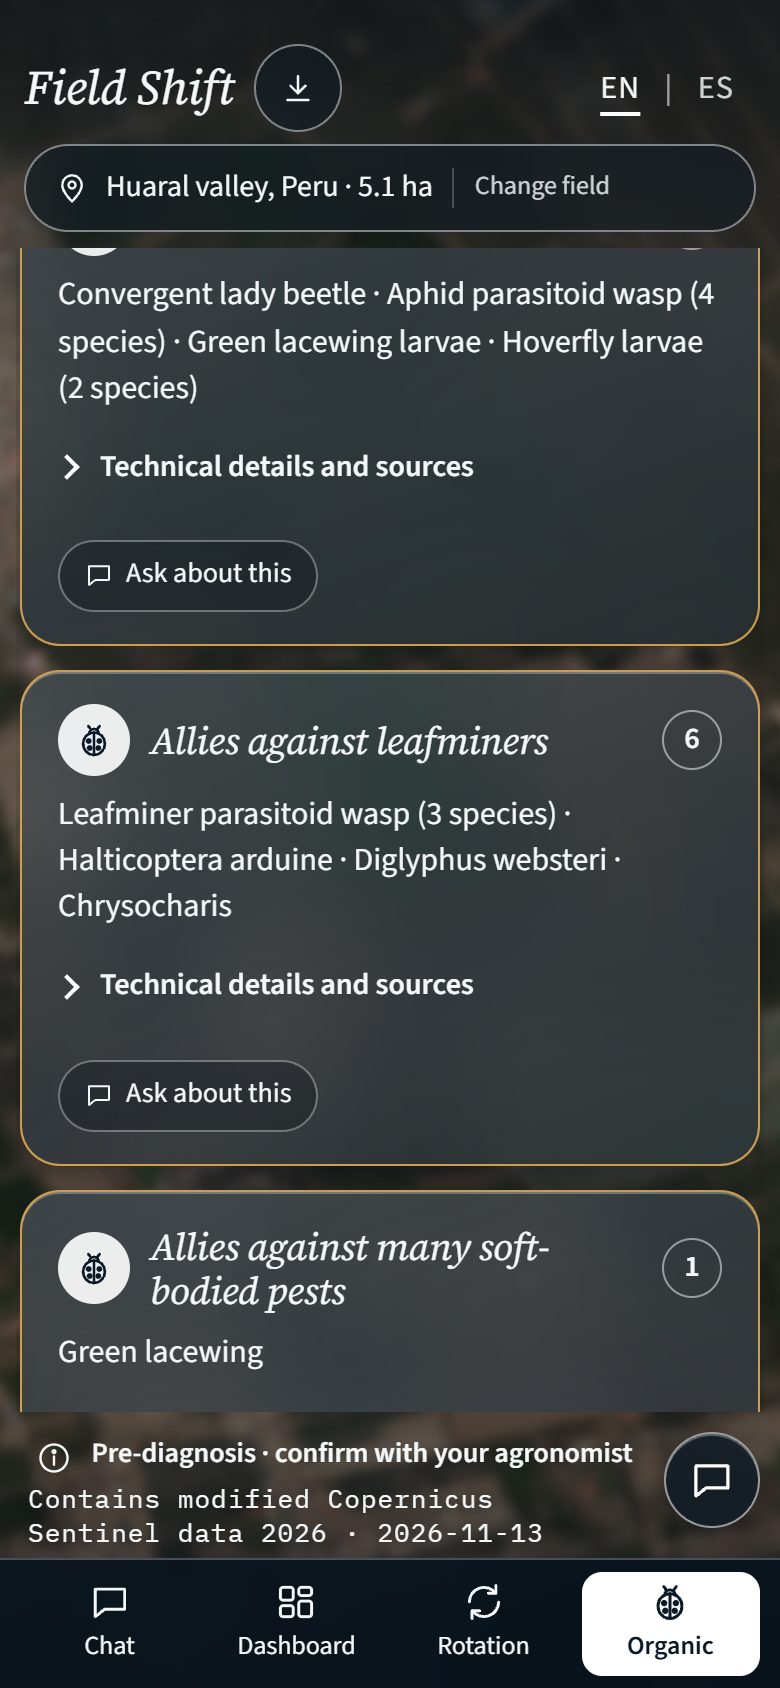 Field Shift
EN | ES
Huaral valley, Peru · 5.1 ha | Change field
Convergent lady beetle · Aphid parasitoid wasp (4
species) · Green lacewing larvae · Hoverfly larvae
(2 species)
Technical details and sources
Ask about this
Allies against leafminers
6
Leafminer parasitoid wasp (3 species) ·
Halticoptera arduine · Diglyphus websteri ·
Chrysocharis
Technical details and sources
Ask about this
Allies against many soft-
bodied pests
1
Green lacewing
Pre-diagnosis · confirm with your agronomist
Contains modified Copernicus
Sentinel data 2026 · 2026-11-13
Chat
Dashboard
Rotation
Organic